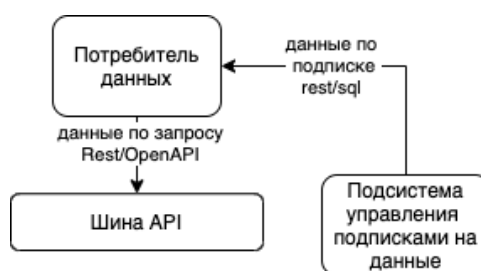 Потребитель
данных
данные по
подписке
rest/sql
данные по запросу
Rest/OpenAPI
Шина API
Подсистема
управления
подписками на
данные